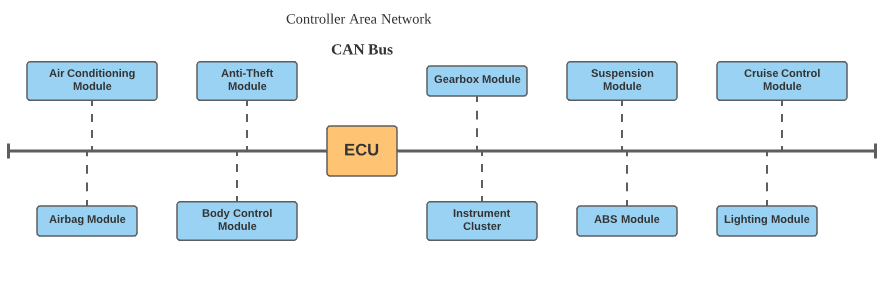 Controller Area Network
CAN Bus
Air Conditioning
Module
Anti-Theft
Module
Gearbox Module
Suspension
Module
Cruise Control
Module
ECU
Airbag Module
Body Control
Module
Instrument
Cluster
ABS Module
Lighting Module